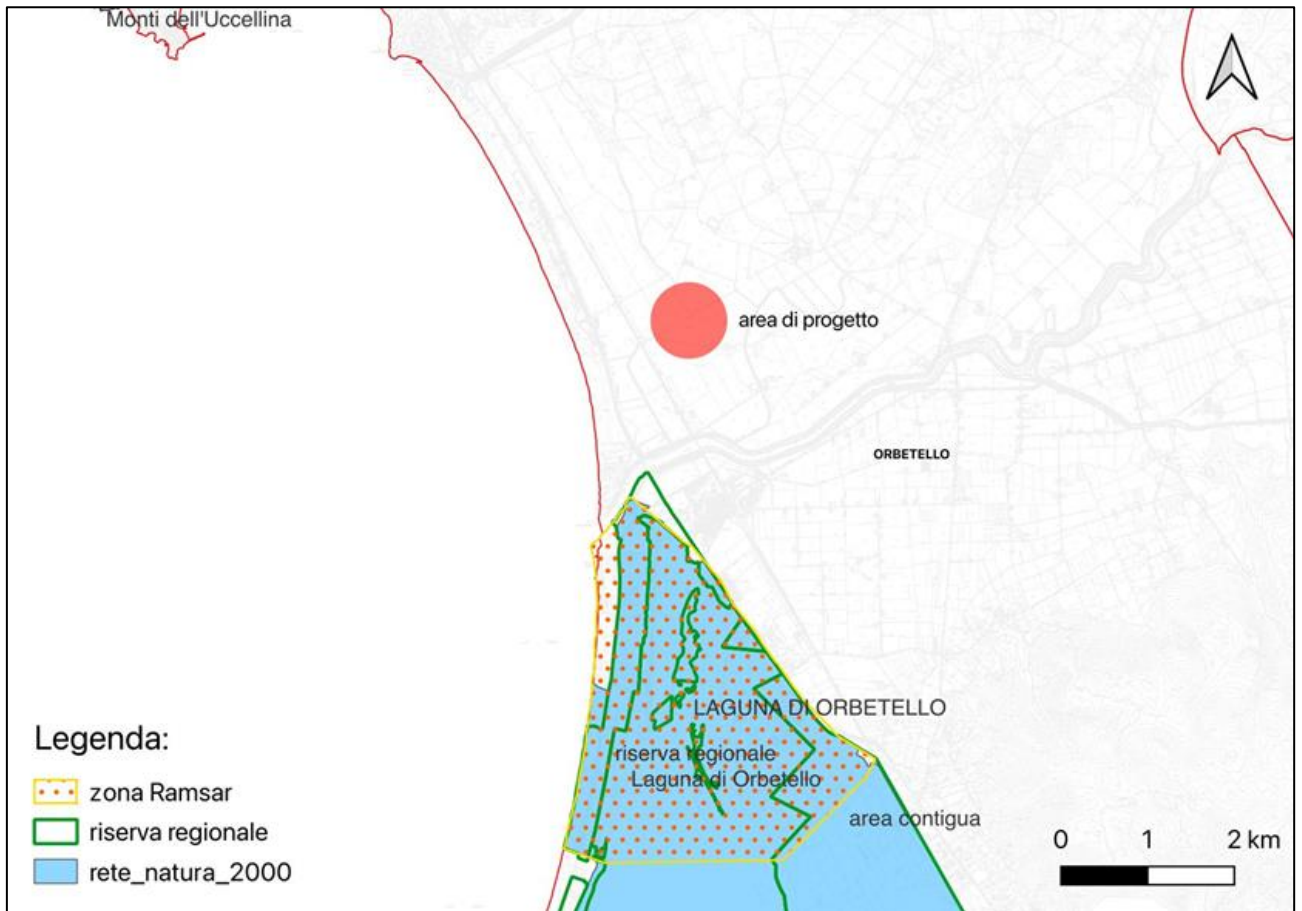 Monti dell'Uccellina
area di progetto
ORBETELLO
LAGUNA DI ORBETELLO
riserva regionale
Laguna di Orbetello
area contigua
Legenda:
zona Ramsar
riserva regionale
rete_natura_2000
0 1 2 km